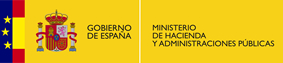 GOBIERNO
DE ESPAÑA
MINISTERIO
DE HACIENDA
Y ADMINISTRACIONES PÚBLICAS